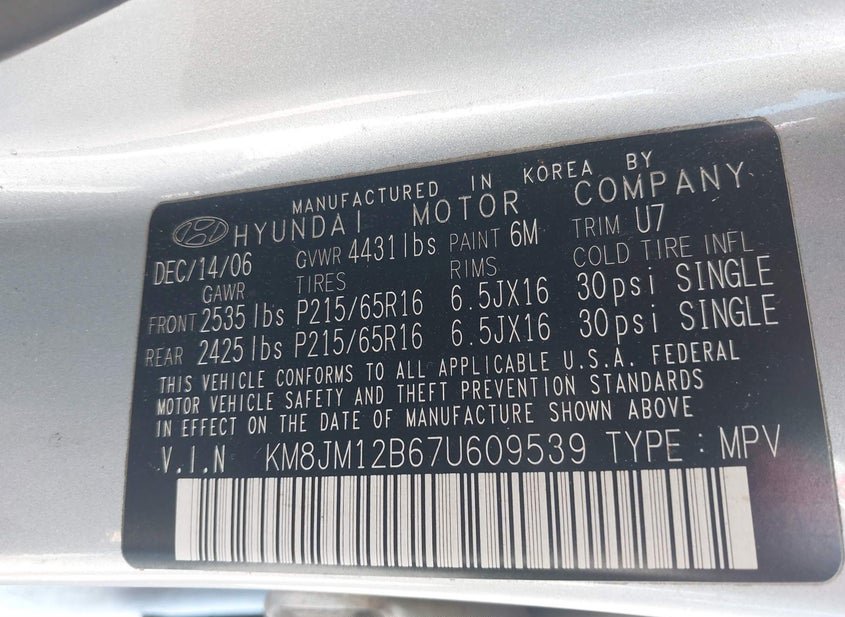 MANUFACTURED IN KOREA BY
HYUNDAI MOTOR COMPANY
DEC/14/06 GVWR 4431lbs PAINT 6M TRIM U7
GAWR TIRES RIMS COLD TIRE INFL
FRONT 2535lbs P215/65R16 6.5JX16 30psi SINGLE
REAR 2425lbs P215/65R16 6.5JX16 30psi SINGLE
THIS VEHICLE CONFORMS TO ALL APPLICABLE U.S.A. FEDERAL
MOTOR VEHICLE SAFETY AND THEFT PREVENTION STANDARDS
IN EFFECT ON THE DATE OF MANUFACTURE SHOWN ABOVE
V.I.N KM8JM12B67U609539 TYPE : MPV